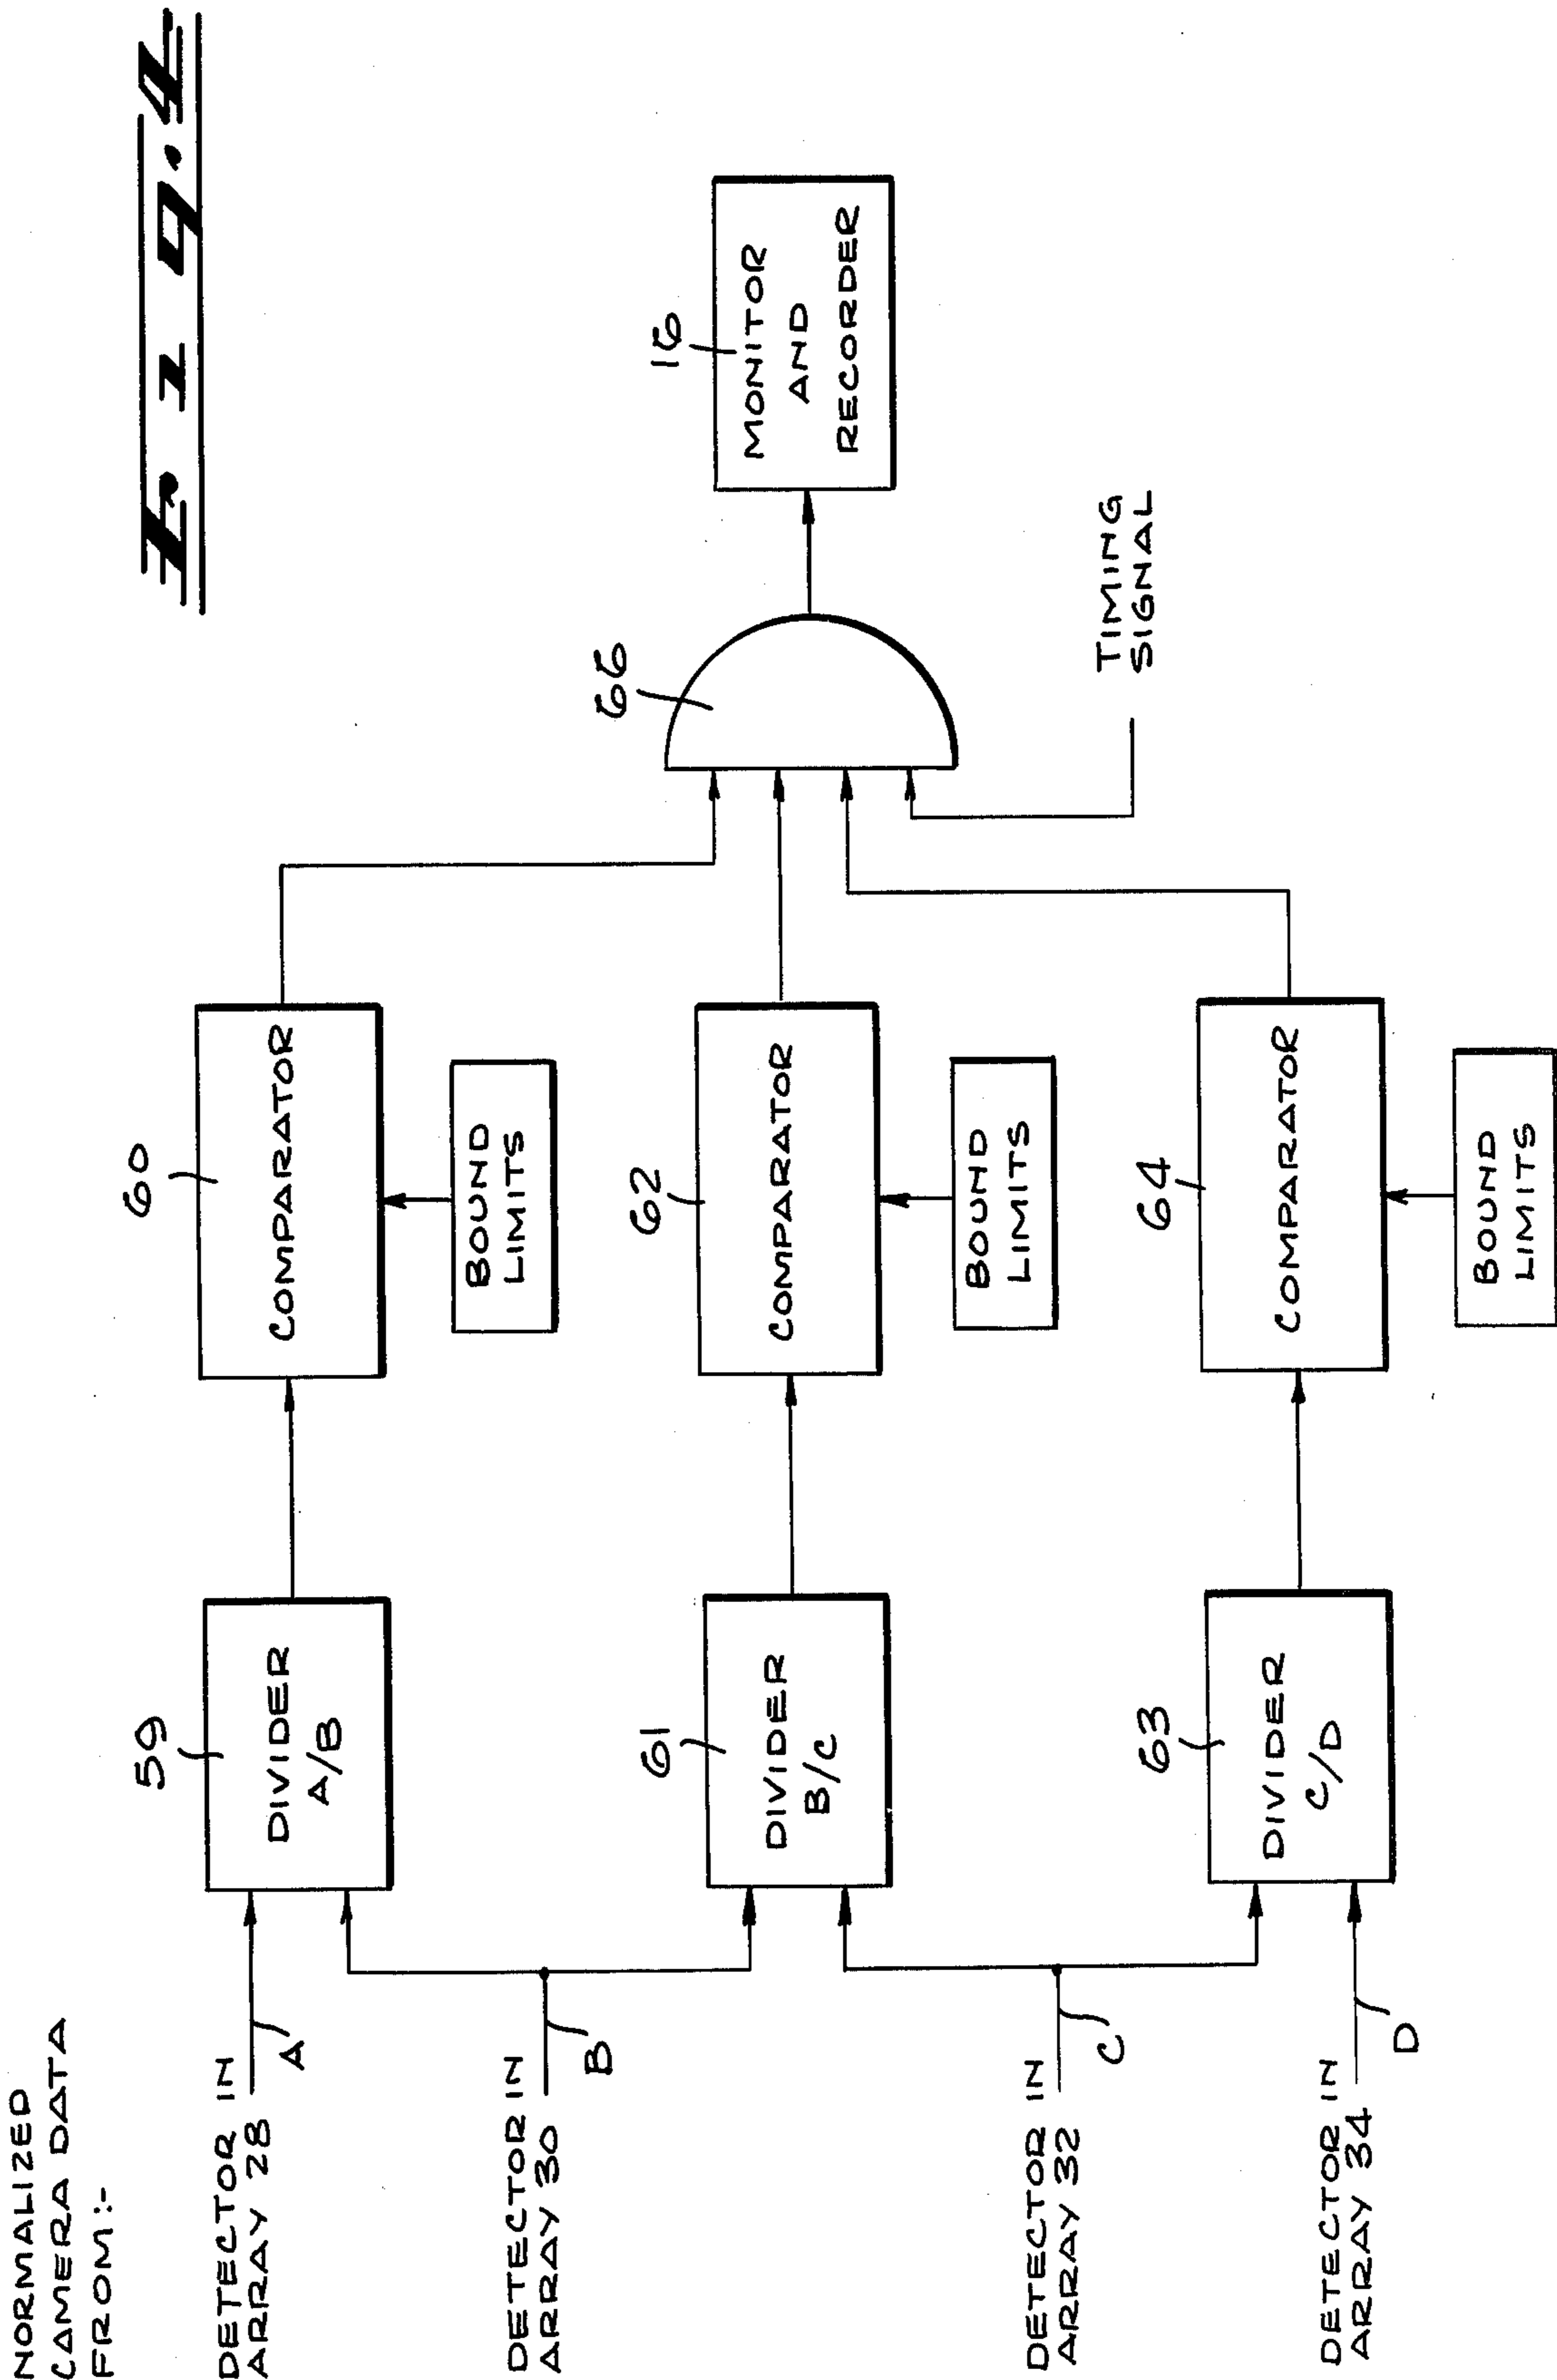 Fig. 4
NORMALIZED
CAMERA DATA
FROM:-
DETECTOR IN
ARRAY 28
A
DETECTOR IN
ARRAY 30
B
DETECTOR IN
ARRAY 32
C
DETECTOR IN
ARRAY 34
D
59
DIVIDER
A/B
61
DIVIDER
B/C
63
DIVIDER
C/D
60
COMPARATOR
BOUND
LIMITS
62
COMPARATOR
BOUND
LIMITS
64
COMPARATOR
BOUND
LIMITS
66
TIMING
SIGNAL
16
MONITOR
AND
RECORDER